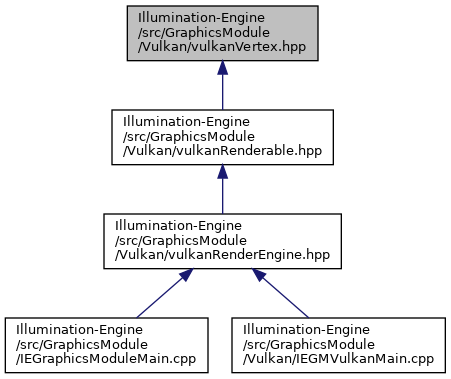 Illumination-Engine
/src/GraphicsModule
/Vulkan/vulkanVertex.hpp
Illumination-Engine
/src/GraphicsModule
/Vulkan/vulkanRenderable.hpp
Illumination-Engine
/src/GraphicsModule
/Vulkan/vulkanRenderEngine.hpp
Illumination-Engine
/src/GraphicsModule
/IEGraphicsModuleMain.cpp
Illumination-Engine
/src/GraphicsModule
/Vulkan/IEGMVulkanMain.cpp